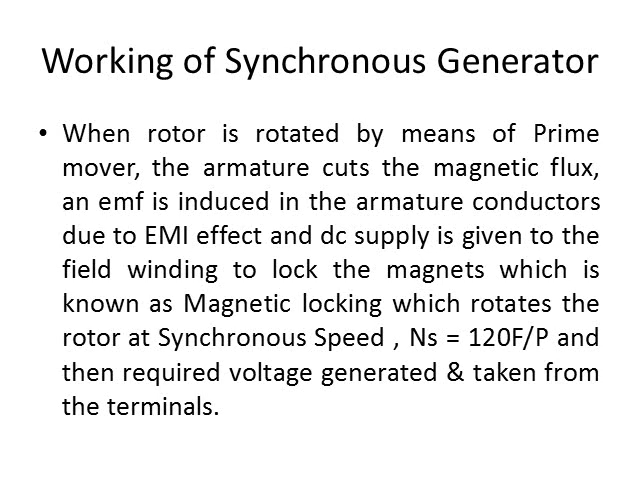 Working of Synchronous Generator
• When rotor is rotated by means of Prime
mover, the armature cuts the magnetic flux,
an emf is induced in the armature conductors
due to EMI effect and dc supply is given to the
field winding to lock the magnets which is
known as Magnetic locking which rotates the
rotor at Synchronous Speed , Ns = 120F/P and
then required voltage generated & taken from
the terminals.